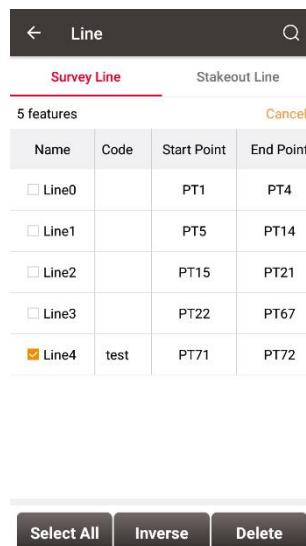 Line
Survey Line Stakeout Line
5 features Cancel
Name Code Start Point End Point
Line0 PT1 PT4
Line1 PT5 PT14
Line2 PT15 PT21
Line3 PT22 PT67
Line4 test PT71 PT72
Select All Inverse Delete